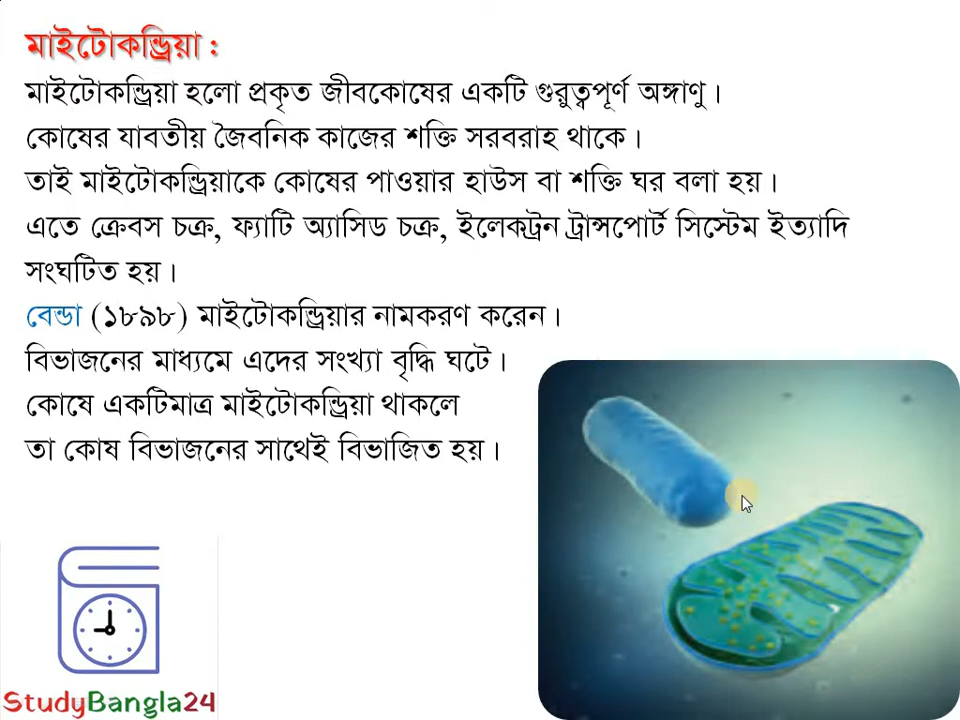 মাইটোকন্ড্রিয়া :
মাইটোকন্ড্রিয়া হলো প্রকৃত জীবকোষের একটি গুরুত্বপূর্ণ অঙ্গাণু।
কোষের যাবতীয় জৈবনিক কাজের শক্তি সরবরাহ থাকে।
তাই মাইটোকন্ড্রিয়াকে কোষের পাওয়ার হাউস বা শক্তি ঘর বলা হয়।
এতে ক্রেবস চক্র, ফ্যাটি অ্যাসিড চক্র, ইলেকট্রন ট্রান্সপোর্ট সিস্টেম ইত্যাদি
সংঘটিত হয়।
বেন্ডা (১৮৯৮) মাইটোকন্ড্রিয়ার নামকরণ করেন।
বিভাজনের মাধ্যমে এদের সংখ্যা বৃদ্ধি ঘটে।
কোষে একটিমাত্র মাইটোকন্ড্রিয়া থাকলে
তা কোষ বিভাজনের সাথেই বিভাজিত হয়।
StudyBangla24